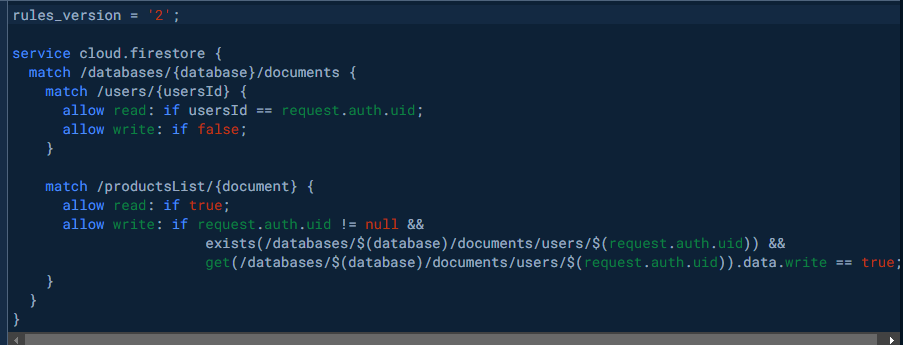 rules_version = '2';
service cloud.firestore {
match /databases/{database}/documents {
match /users/{usersId} {
allow read: if usersId == request.auth.uid;
allow write: if false;
}
match /productsList/{document} {
allow read: if true;
allow write: if request.auth.uid != null &&
exists(/databases/$(database)/documents/users/$(request.auth.uid)) &&
get(/databases/$(database)/documents/users/$(request.auth.uid)).data.write == true;
}
}
}